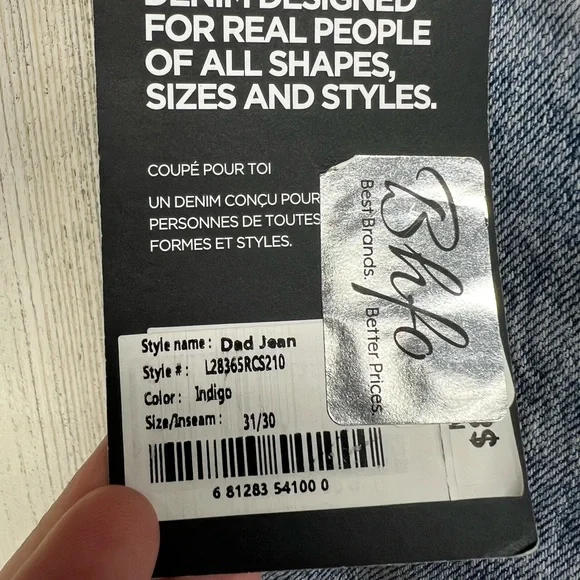 DENIM DESIGNED
FOR REAL PEOPLE
OF ALL SHAPES,
SIZES AND STYLES.
COUPÉ POUR TOI
UN DENIM CONÇU POUR
PERSONNES DE TOUTES
FORMES ET STYLES.
Bhfo
Best Brands. Better Prices.
Style name: Dad Jean
Style #: L28365RCS210
Color: Indigo
Size/Inseam: 31/30
6 81283 54100 0
$